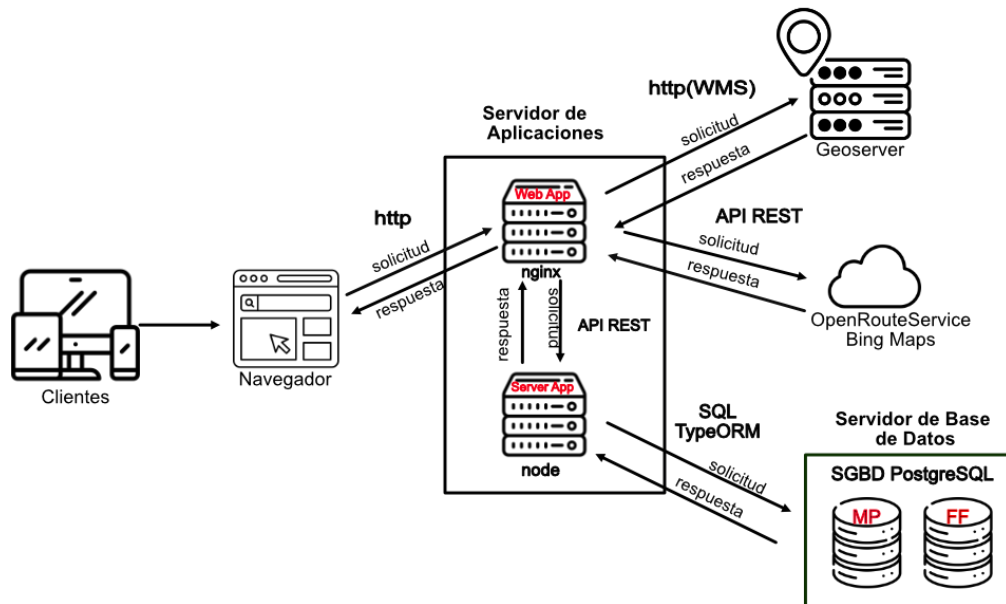 http(WMS)
solicitud
respuesta
Geoserver
Servidor de
Aplicaciones
Web App
nginx
http
solicitud
respuesta
API REST
solicitud
respuesta
OpenRouteService
Bing Maps
Clientes
Navegador
respuesta
solicitud
API REST
Server App
node
SQL
TypeORM
solicitud
respuesta
Servidor de Base
de Datos
SGBD PostgreSQL
MP
FF